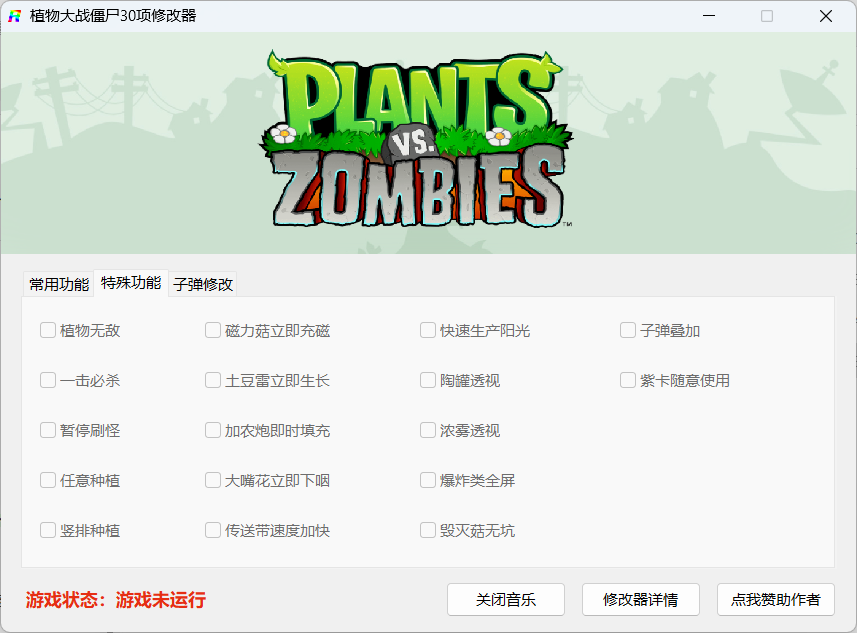 植物大战僵尸30项修改器
PLANTS
VS.
ZOMBIES™
常用功能 特殊功能 子弹修改
植物无敌 磁力菇立即充磁 快速生产阳光 子弹叠加
一击必杀 土豆雷立即生长 陶罐透视 紫卡随意使用
暂停刷怪 加农炮即时填充 浓雾透视
任意种植 大嘴花立即下咽 爆炸类全屏
竖排种植 传送带速度加快 毁灭菇无坑
游戏状态：游戏未运行 关闭音乐 修改器详情 点我赞助作者